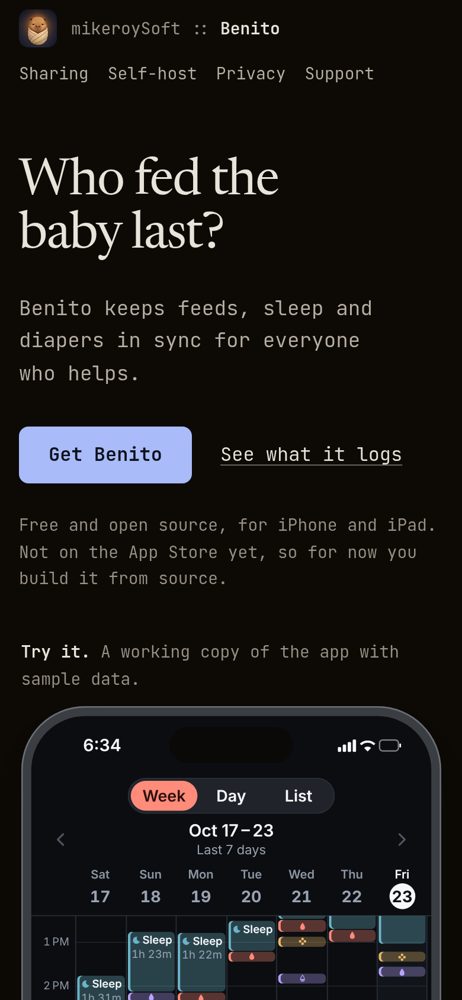 mikeroySoft :: Benito
Sharing Self-host Privacy Support
Who fed the
baby last?
Benito keeps feeds, sleep and
diapers in sync for everyone
who helps.
Get Benito See what it logs
Free and open source, for iPhone and iPad.
Not on the App Store yet, so for now you
build it from source.
Try it. A working copy of the app with
sample data.
6:34
Week Day List
Oct 17–23
Last 7 days
Sat Sun Mon Tue Wed Thu Fri
17 18 19 20 21 22 23
Sleep
1 PM Sleep Sleep
1h 23m 1h 22m
2 PM Sleep
1h 31m